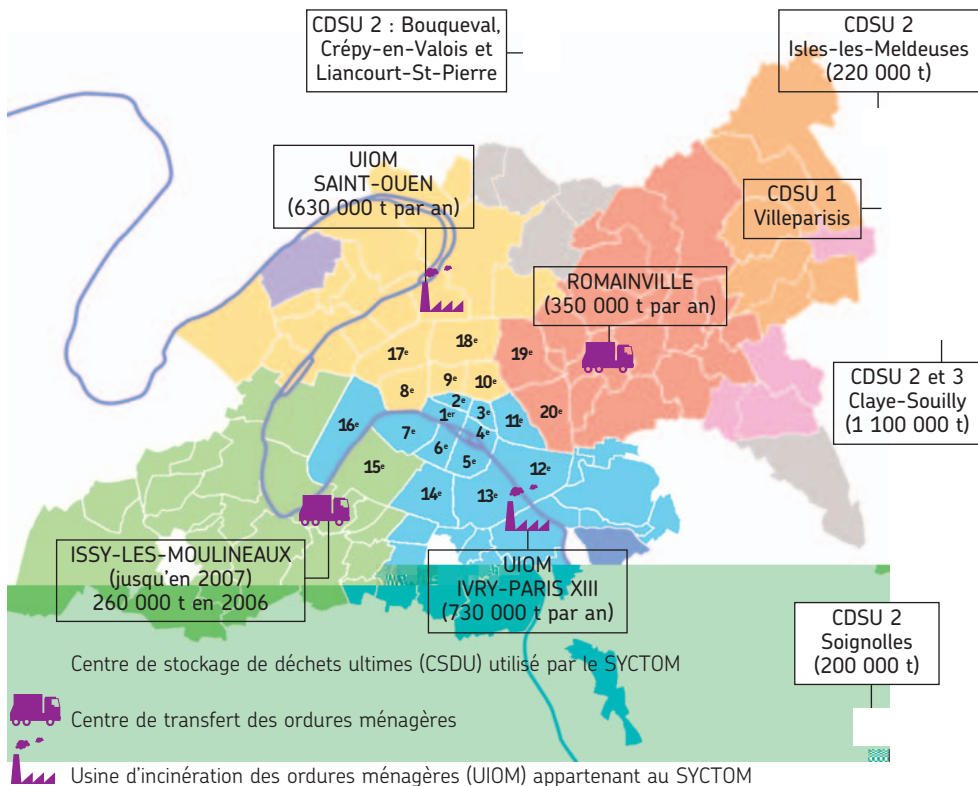 CDSU 2 : Bouqueval,
Crépy-en-Valois et
Liancourt-St-Pierre
CDSU 2
Isles-les-Meldeuses
(220 000 t)
UIOM
SAINT-OUEN
(630 000 t par an)
CDSU 1
Villeparisis
ROMAINVILLE
(350 000 t par an)
CDSU 2 et 3
Claye-Souilly
(1 100 000 t)
17e
18e
19e
8e
9e
10e
2e
1er
3e
11e
20e
16e
7e
4e
6e
5e
15e
12e
14e
13e
ISSY-LES-MOULINEAUX
(jusqu'en 2007)
260 000 t en 2006
UIOM
IVRY-PARIS XIII
(730 000 t par an)
CDSU 2
Soignolles
(200 000 t)
Centre de stockage de déchets ultimes (CSDU) utilisé par le SYCTOM
Centre de transfert des ordures ménagères
Usine d'incinération des ordures ménagères (UIOM) appartenant au SYCTOM